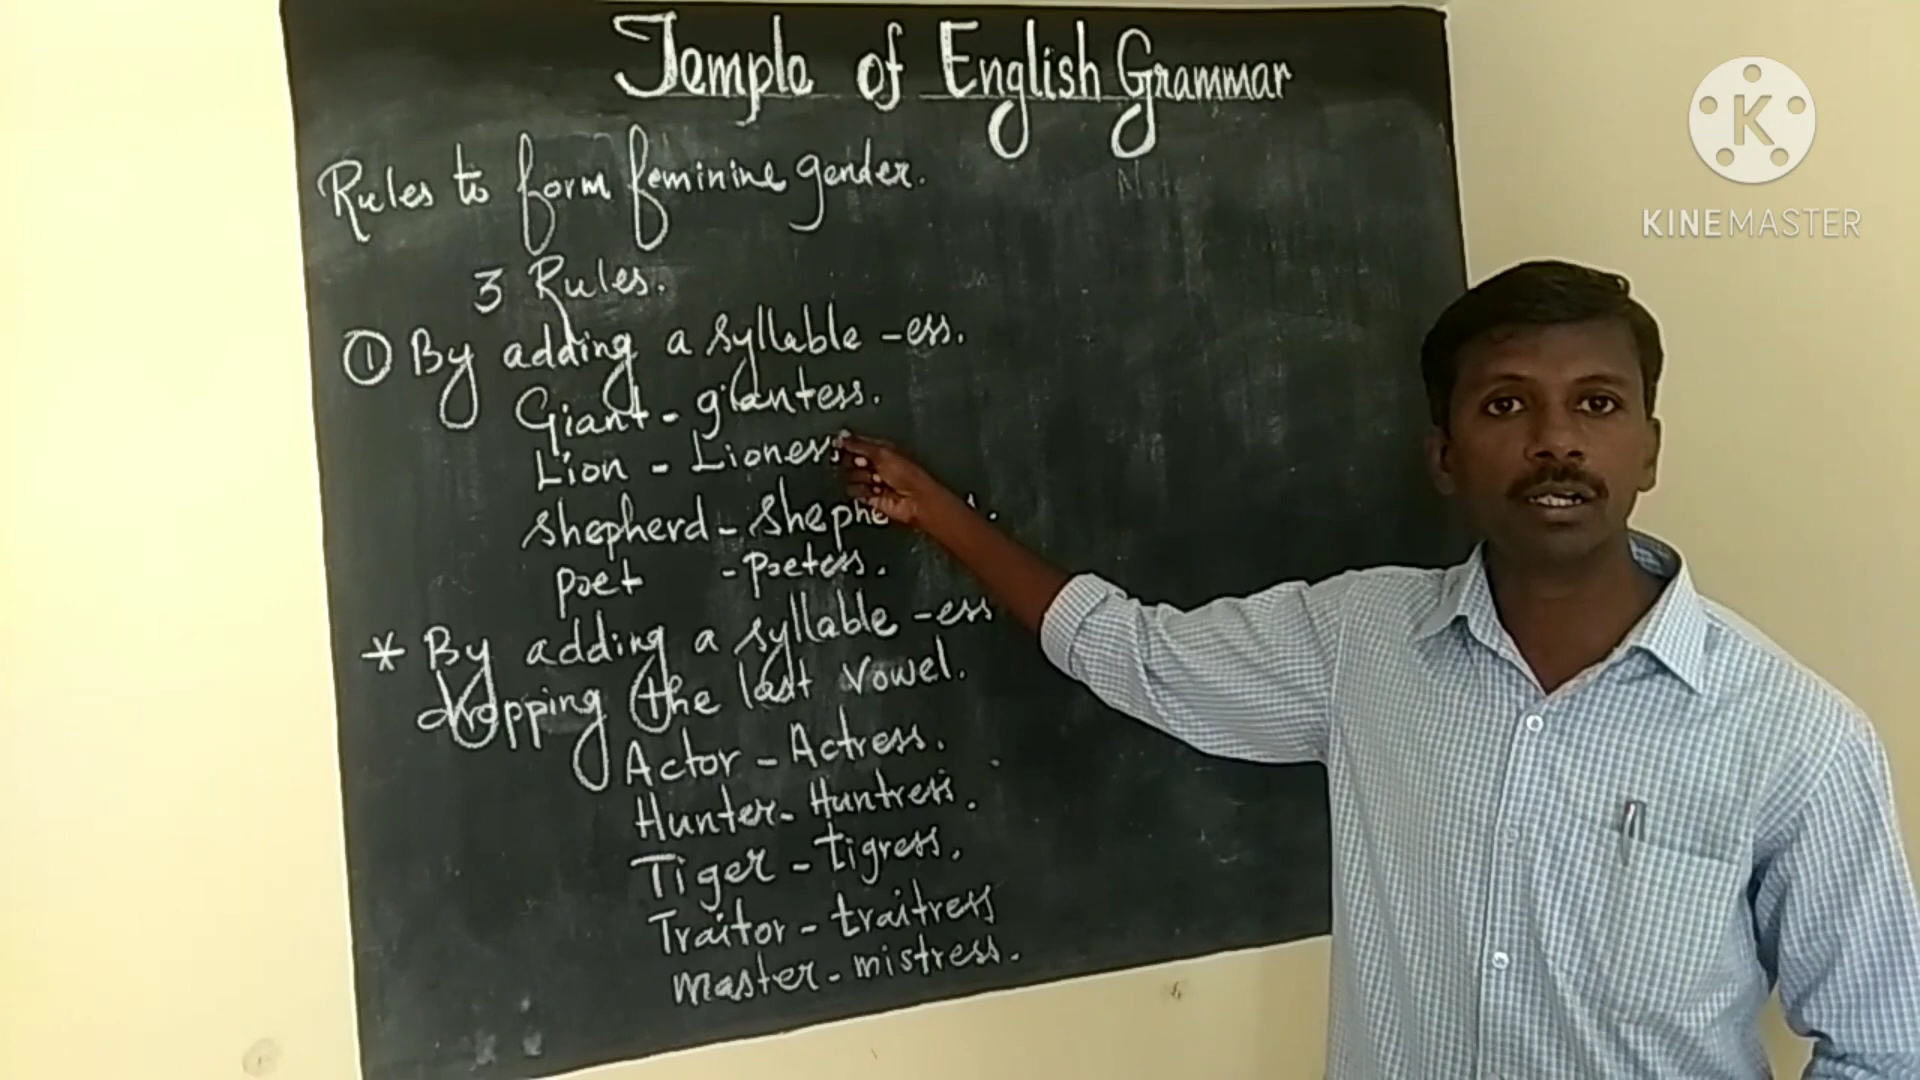 Temple of English Grammar
Rules to form feminine gender.
3 Rules.
① By adding a syllable -ess.
Giant - giantess.
Lion - Lioness
shepherd -
poet - poetess.
* By adding a syllable -ess
dropping the last vowel.
Actor - Actress.
Hunter - Huntress.
Tiger - tigress.
Traitor - traitress
master - mistress.
KINEMASTER